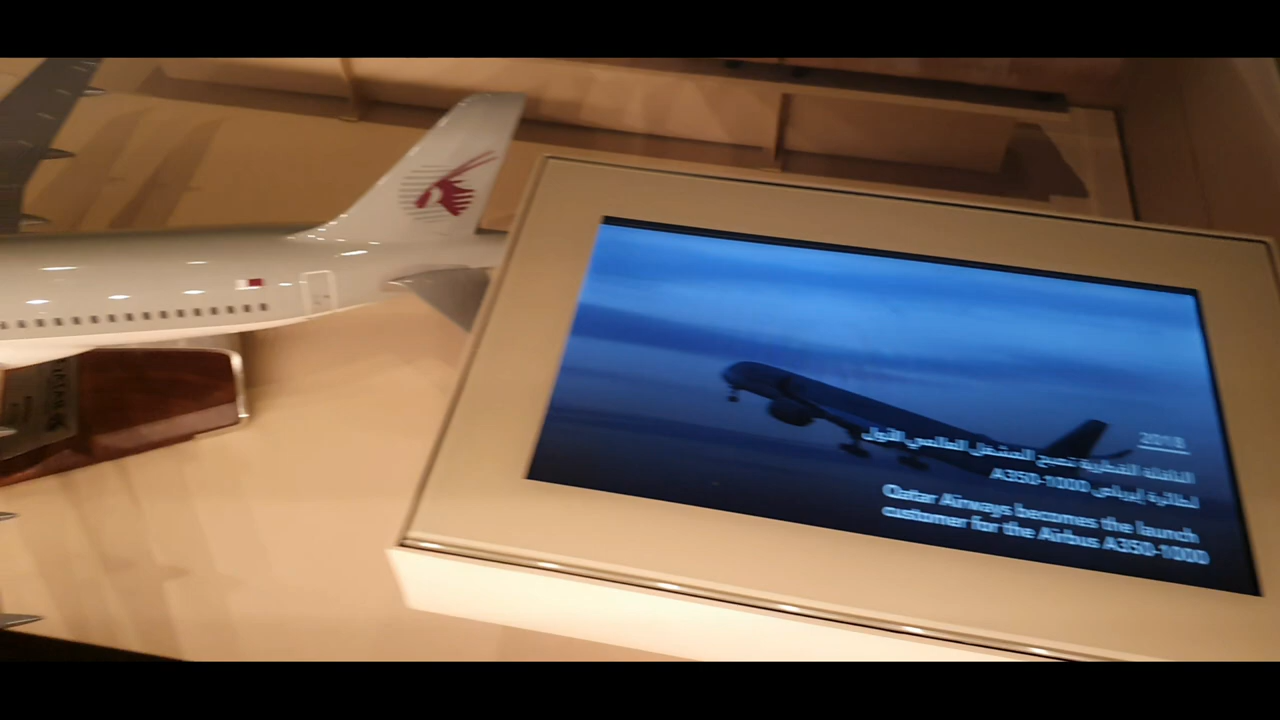 2018
الناقلة القطرية تصبح المشغل العالمي الأول
لطائرة إيرباص A350-1000
Qatar Airways becomes the launch
customer for the Airbus A350-1000